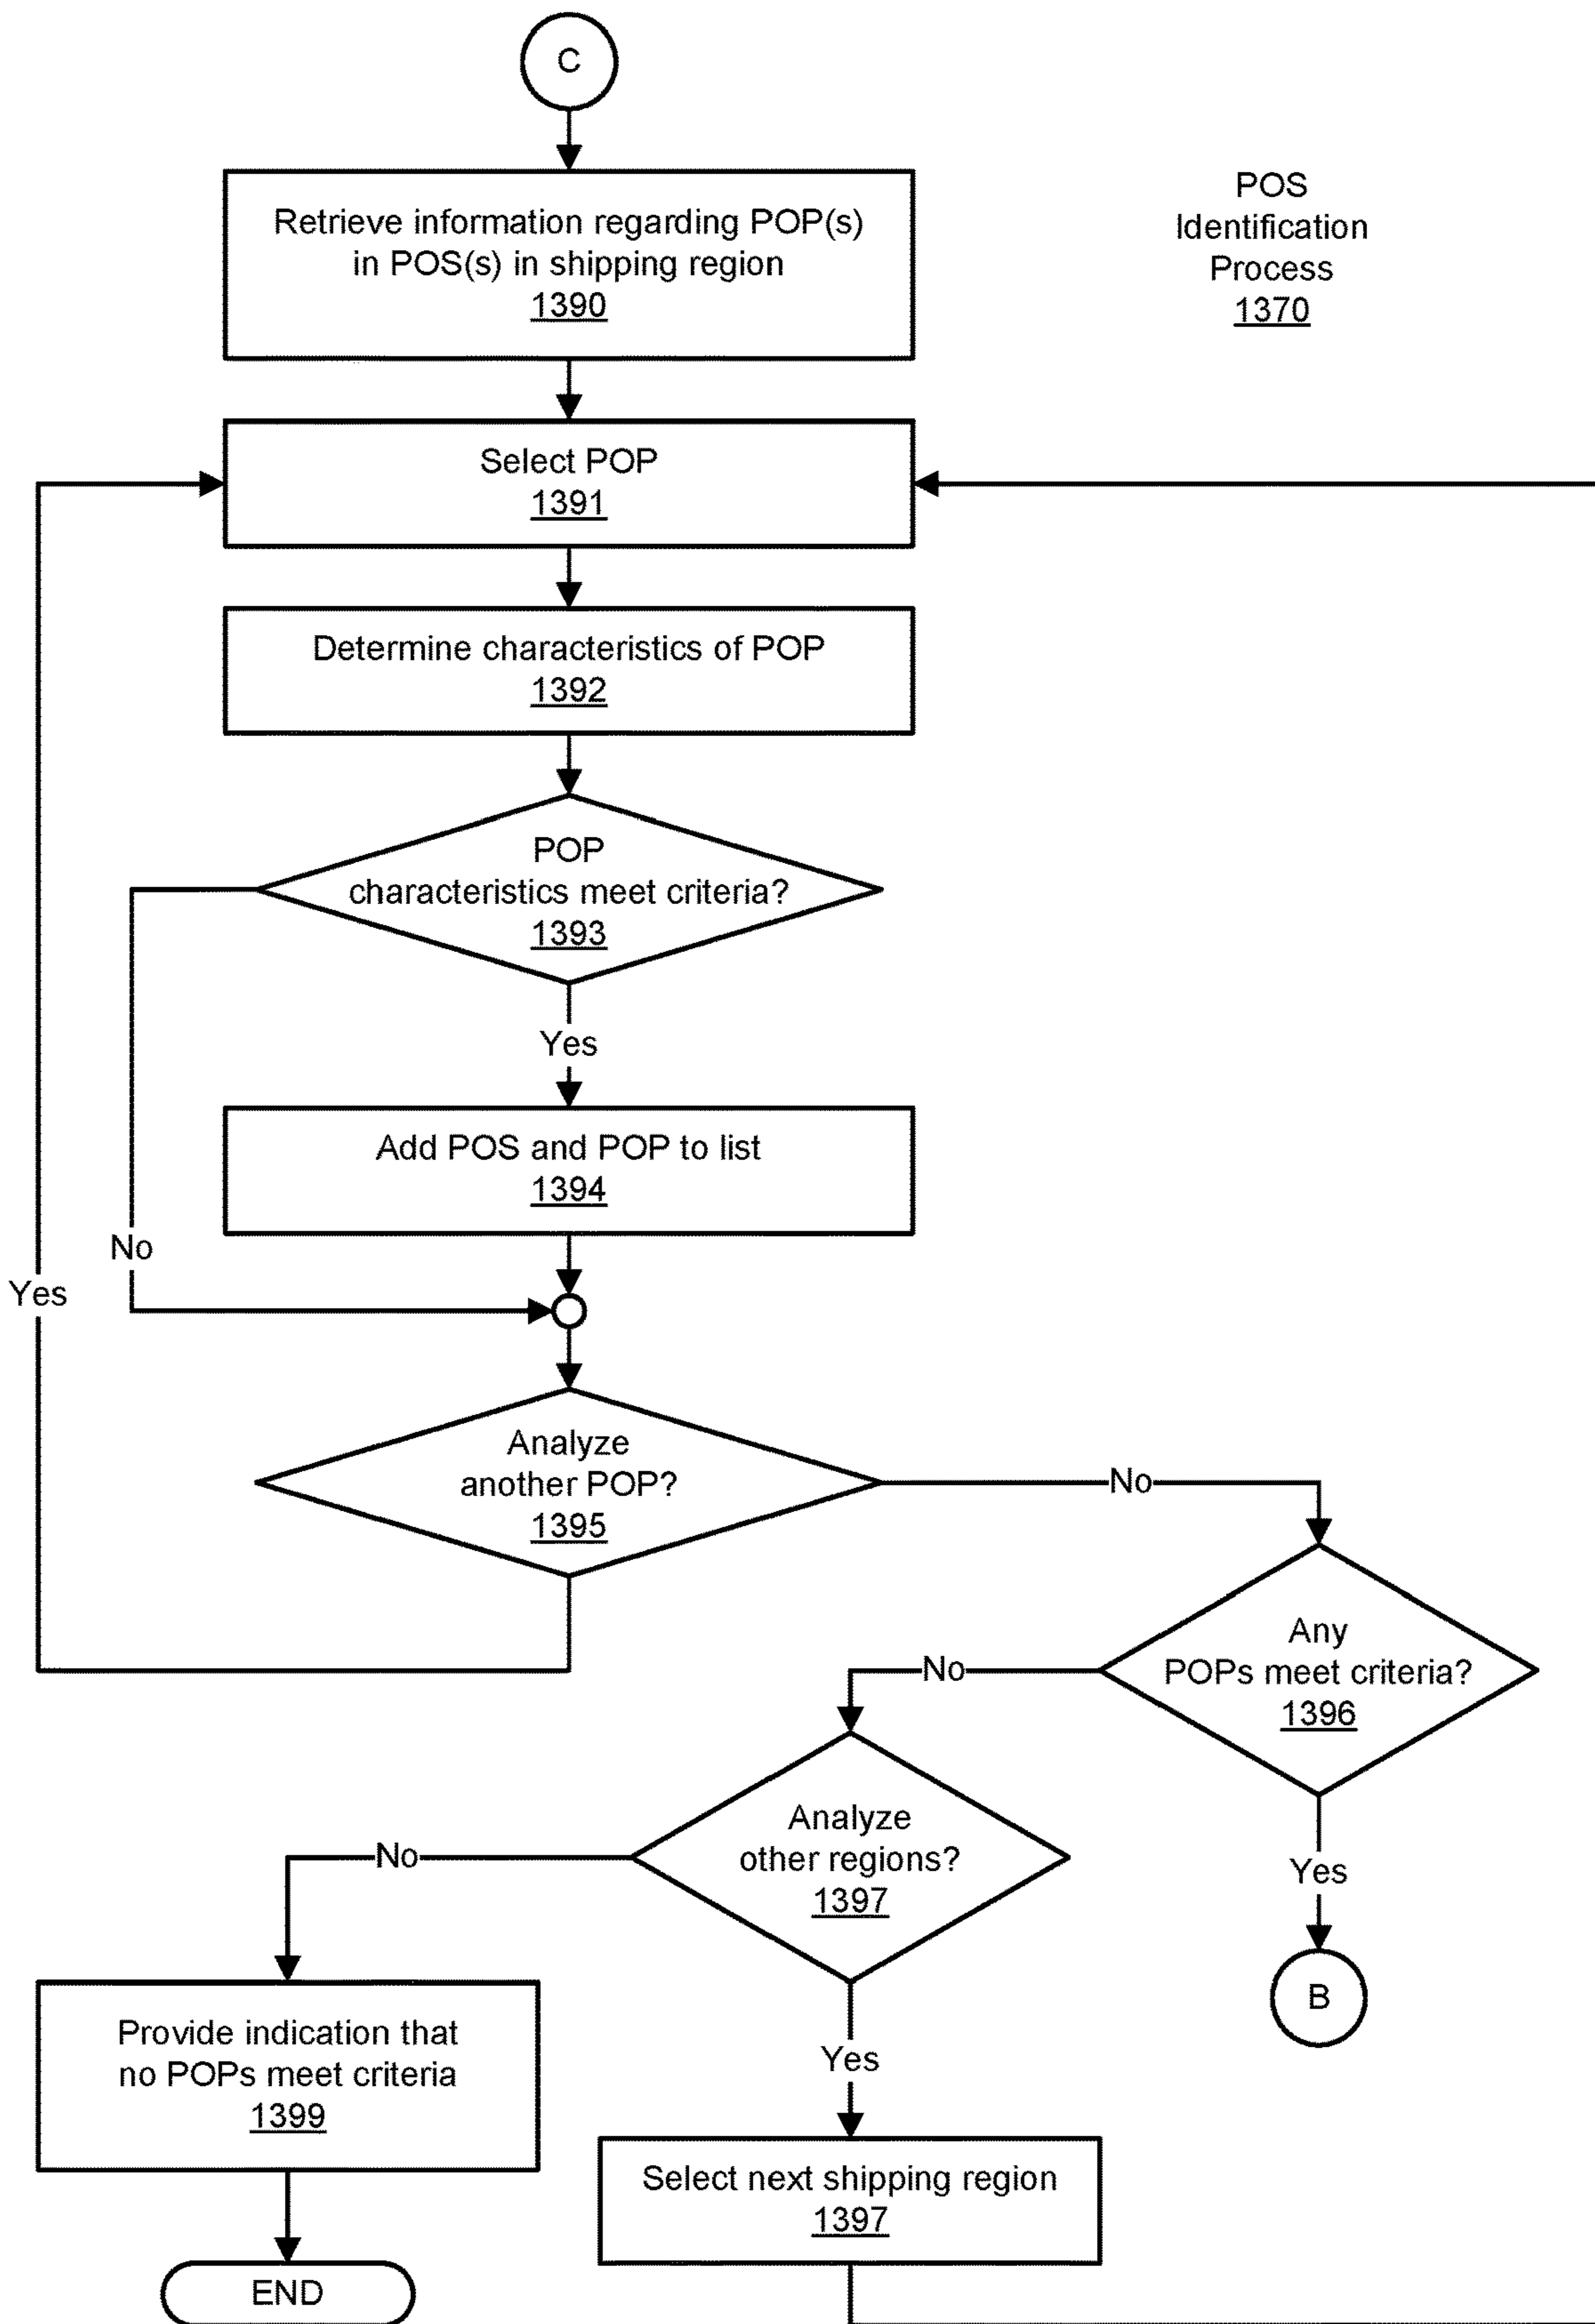 C
Retrieve information regarding POP(s)
in POS(s) in shipping region
1390
POS
Identification
Process
1370
Select POP
1391
Determine characteristics of POP
1392
POP
characteristics meet criteria?
1393
Yes
Add POS and POP to list
1394
No
Yes
Analyze
another POP?
1395
No
Any
POPs meet criteria?
1396
No
Analyze
other regions?
1397
No
Yes
B
Provide indication that
no POPs meet criteria
1399
Yes
Select next shipping region
1397
END